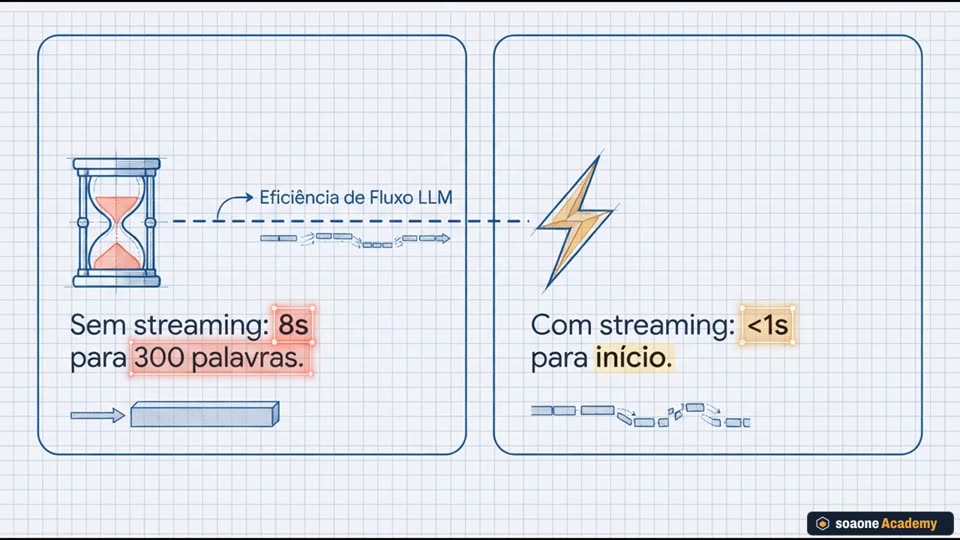 Eficiência de Fluxo LLM
Sem streaming: 8s
para 300 palavras.
Com streaming: <1s
para início.
soaone Academy